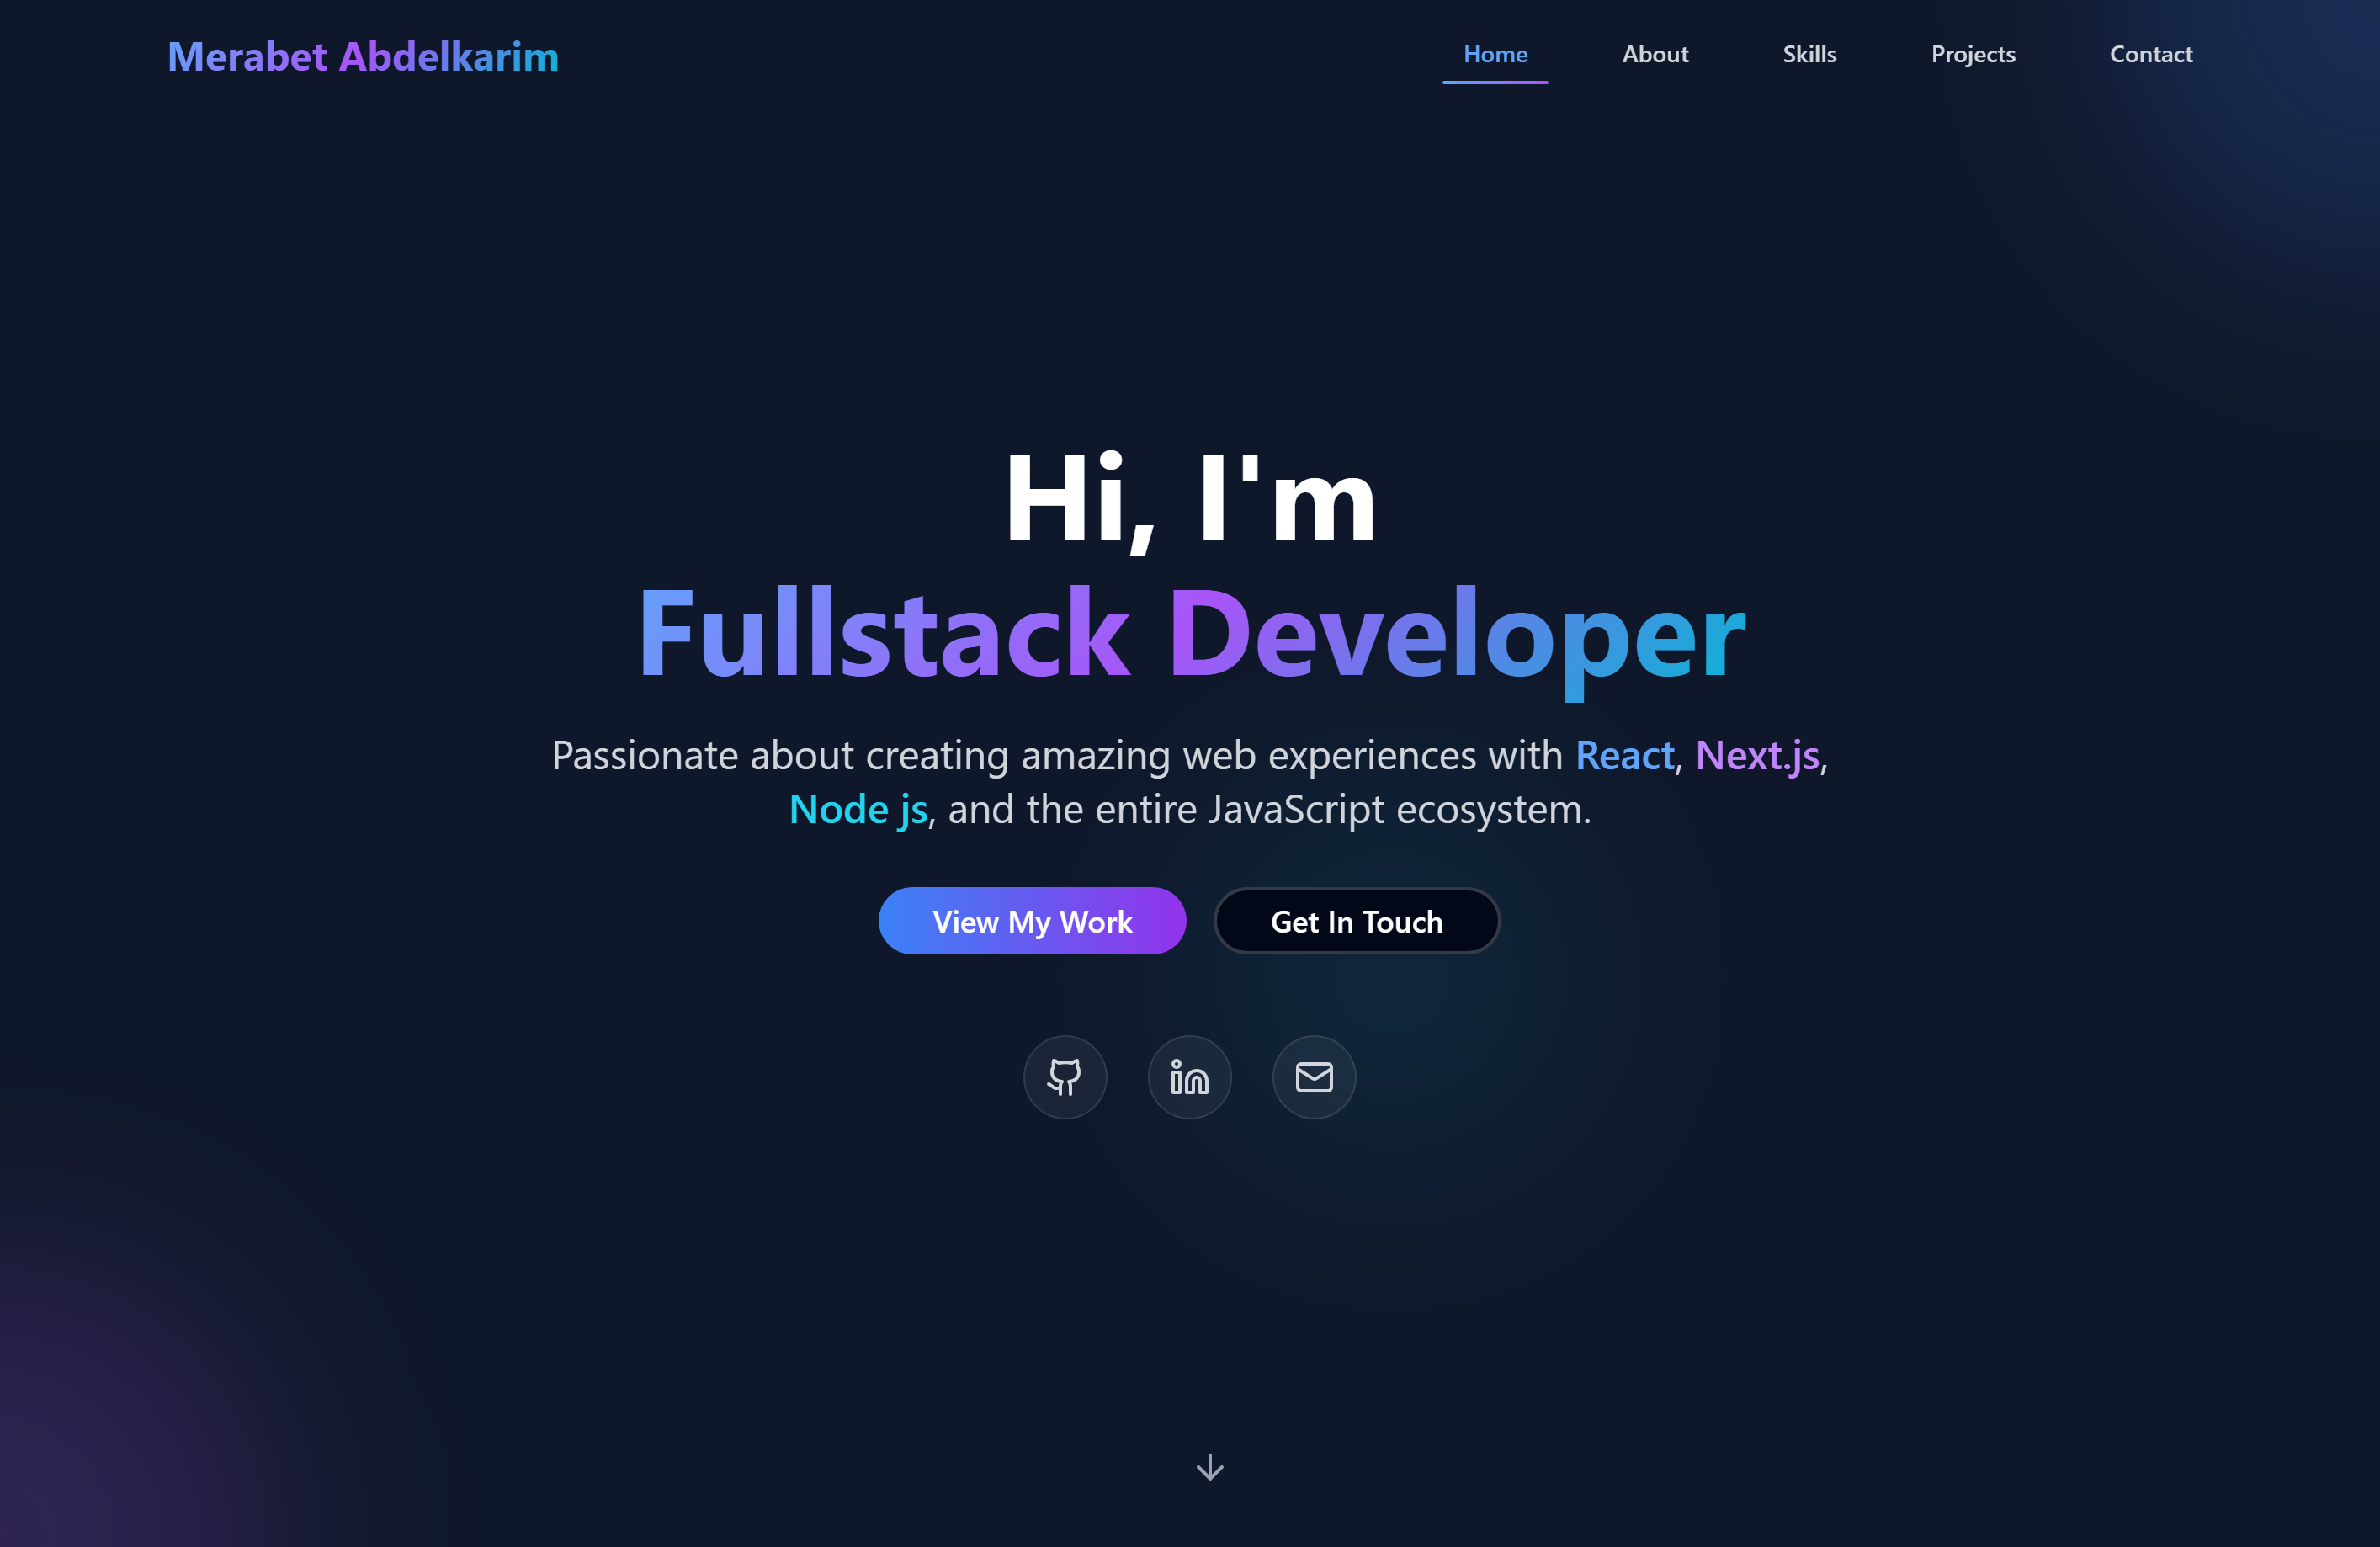 Merabet Abdelkarim
Home
About
Skills
Projects
Contact
Hi, I'm
Fullstack Developer
Passionate about creating amazing web experiences with React, Next.js,
Node js, and the entire JavaScript ecosystem.
View My Work
Get In Touch